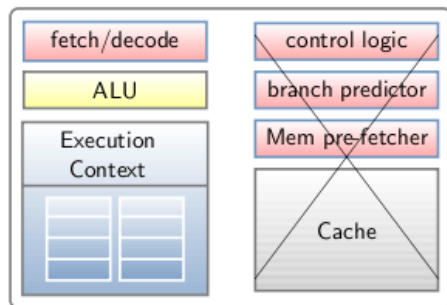 fetch/decode
ALU
Execution
Context
control logic
branch predictor
Mem pre-fetcher
Cache